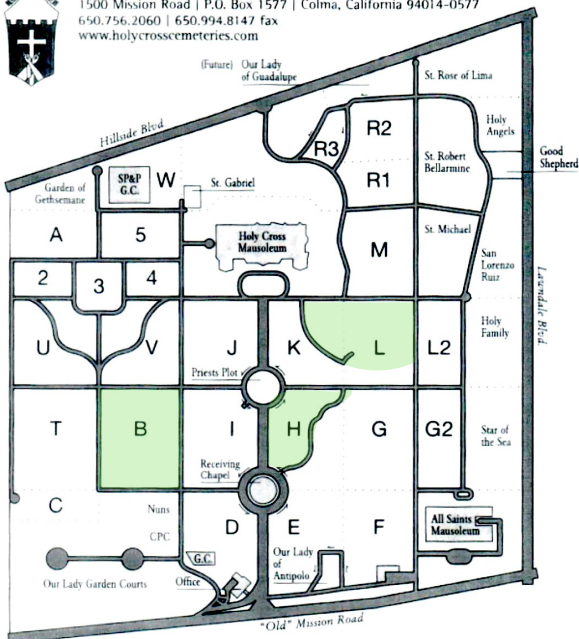 1500 Mission Road | P.O. Box 1577 | Colma, California 94014-0577
650.756.2060 | 650.994.8147 fax
www.holycrosscemeteries.com
(Future) Our Lady
of Guadalupe
St. Rose of Lima
Hillside Blvd.
R2
Holy
Angels
R3
Good
Shepherd
St. Robert
Bellarmine
Garden of
Gethsemane
SP&P
G.C.
W
St. Gabriel
R1
A
5
Holy Cross
Mausoleum
M
St. Michael
San
Lorenzo
Ruiz
2
3
4
Lawndale Blvd.
U
V
J
K
L
L2
Holy
Family
Priests Plot
T
B
I
H
G
G2
Star of
the Sea
Receiving
Chapel
C
Nuns
D
E
F
All Saints
Mausoleum
CPC
G.C.
Our Lady
of
Antipolo
Our Lady Garden Courts
Office
"Old" Mission Road